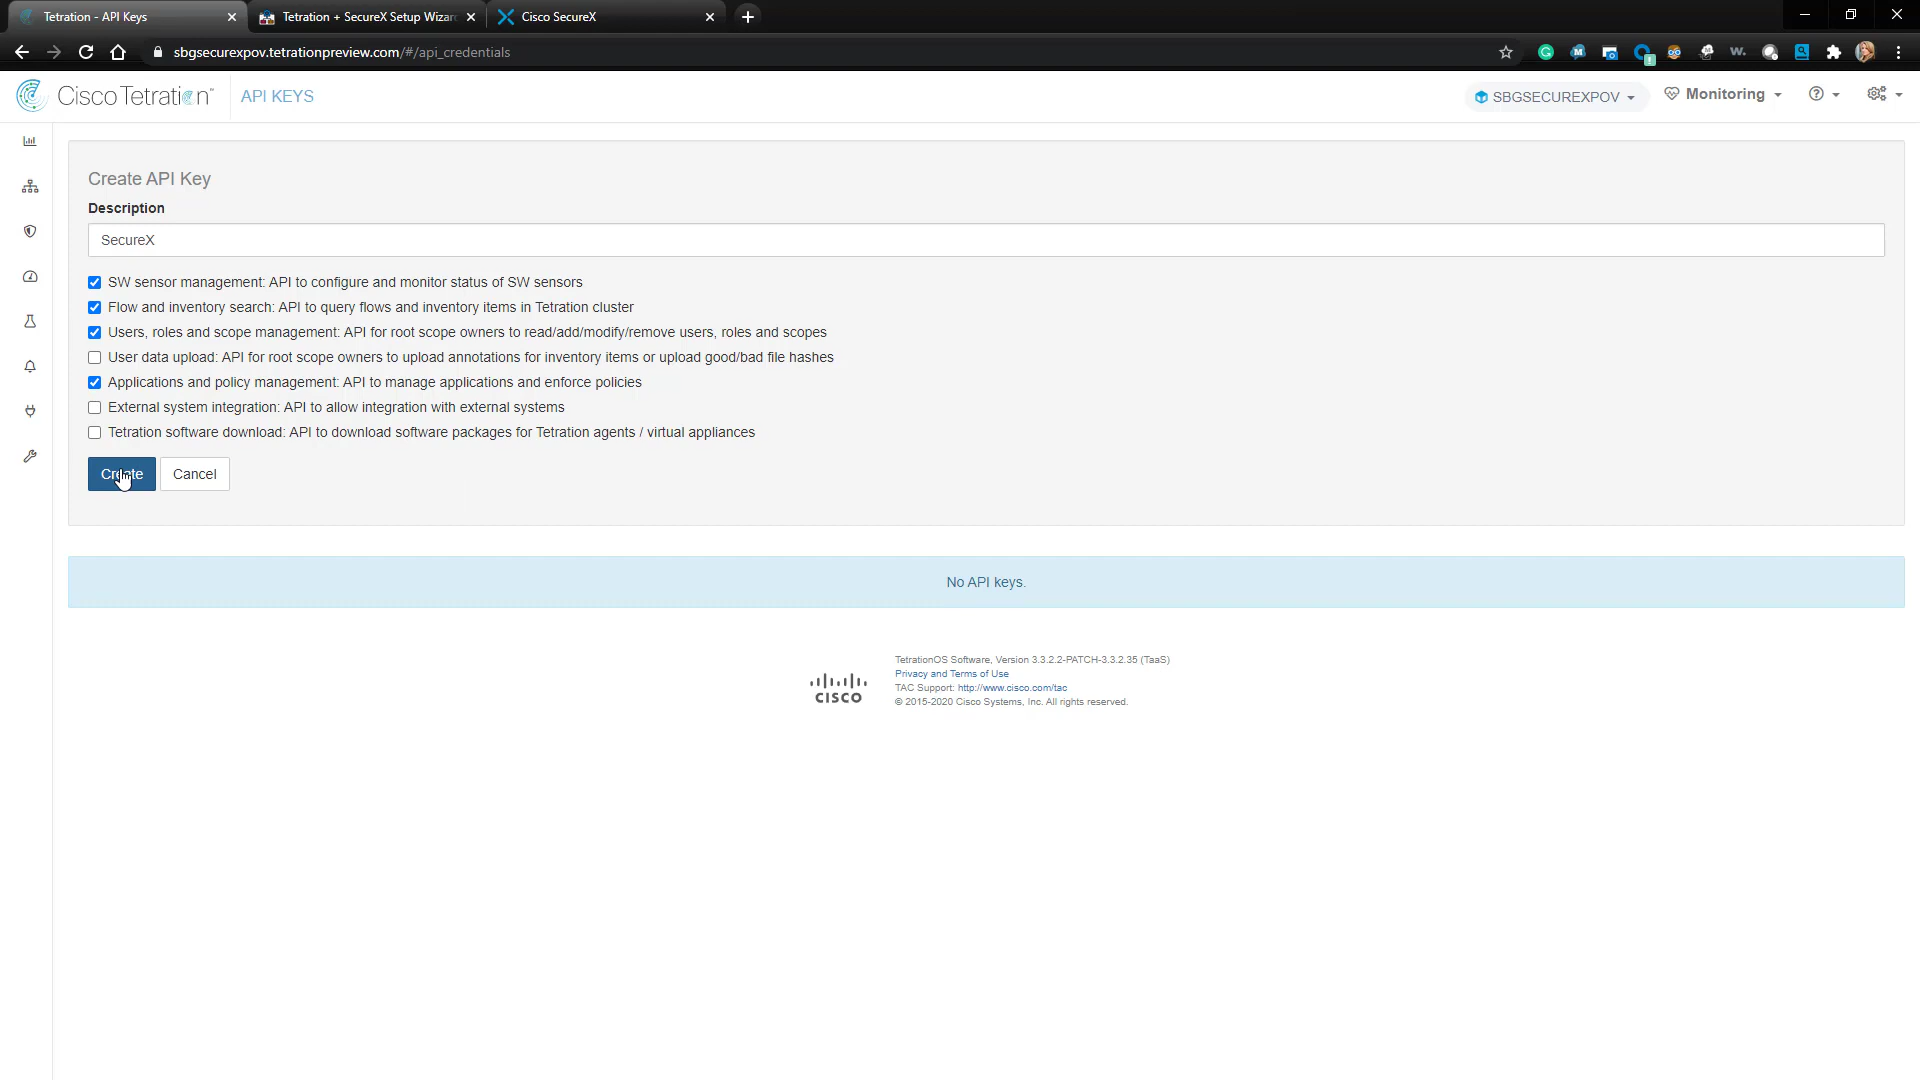 Tetration - API Keys
Tetration + SecureX Setup Wizar
Cisco SecureX
sbgsecurexpov.tetrationpreview.com/#/api_credentials
Cisco Tetration™
API KEYS
SBGSECUREXPOV
Monitoring
Create API Key
Description
SecureX
SW sensor management: API to configure and monitor status of SW sensors
Flow and inventory search: API to query flows and inventory items in Tetration cluster
Users, roles and scope management: API for root scope owners to read/add/modify/remove users, roles and scopes
User data upload: API for root scope owners to upload annotations for inventory items or upload good/bad file hashes
Applications and policy management: API to manage applications and enforce policies
External system integration: API to allow integration with external systems
Tetration software download: API to download software packages for Tetration agents / virtual appliances
Create
Cancel
No API keys.
CISCO
TetrationOS Software, Version 3.3.2.2-PATCH-3.3.2.35 (TaaS)
Privacy and Terms of Use
TAC Support: http://www.cisco.com/tac
© 2015-2020 Cisco Systems, Inc. All rights reserved.